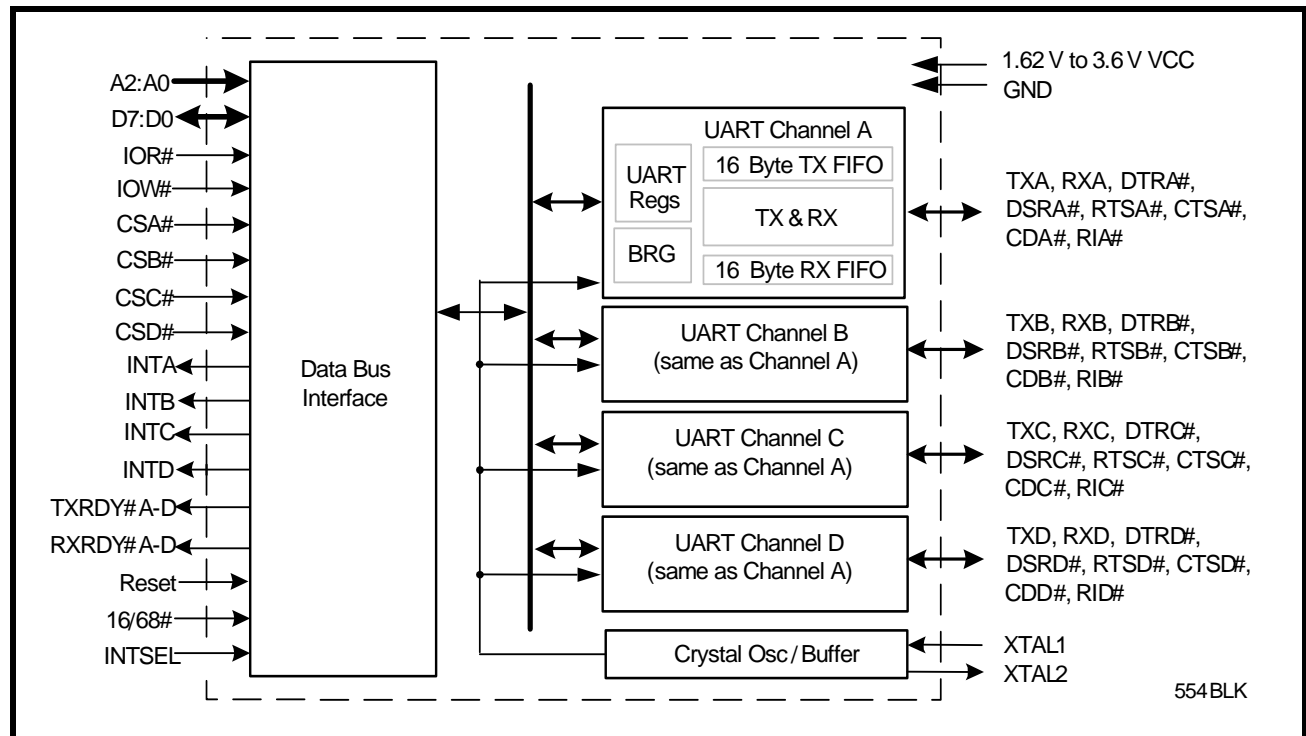 A2:A0
D7:D0
IOR#
IOW#
CSA#
CSB#
CSC#
CSD#
INTA
INTB
INTC
INTD
TXRDY# A-D
RXRDY# A-D
Reset
16/68#
INTSEL
Data Bus
Interface
UART Channel A
16 Byte TX FIFO
UART
Regs
TX & RX
BRG
16 Byte RX FIFO
UART Channel B
(same as Channel A)
UART Channel C
(same as Channel A)
UART Channel D
(same as Channel A)
Crystal Osc / Buffer
1.62 V to 3.6 V VCC
GND
TXA, RXA, DTRA#,
DSRA#, RTSA#, CTSA#,
CDA#, RIA#
TXB, RXB, DTRB#,
DSRB#, RTSB#, CTSB#,
CDB#, RIB#
TXC, RXC, DTRC#,
DSRC#, RTSC#, CTSC#,
CDC#, RIC#
TXD, RXD, DTRD#,
DSRD#, RTSD#, CTSD#,
CDD#, RID#
XTAL1
XTAL2
554 BLK